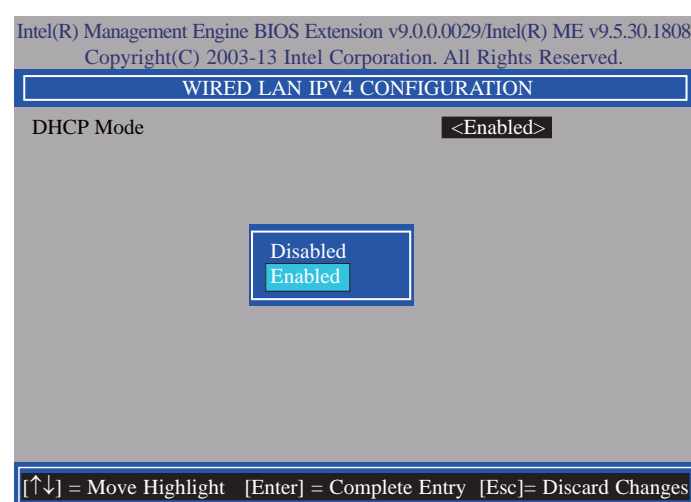 Intel(R) Management Engine BIOS Extension v9.0.0.0029/Intel(R) ME v9.5.30.1808
Copyright(C) 2003-13 Intel Corporation. All Rights Reserved.
WIRED LAN IPV4 CONFIGURATION
DHCP Mode <Enabled>
Disabled
Enabled
[↑↓] = Move Highlight [Enter] = Complete Entry [Esc]= Discard Changes